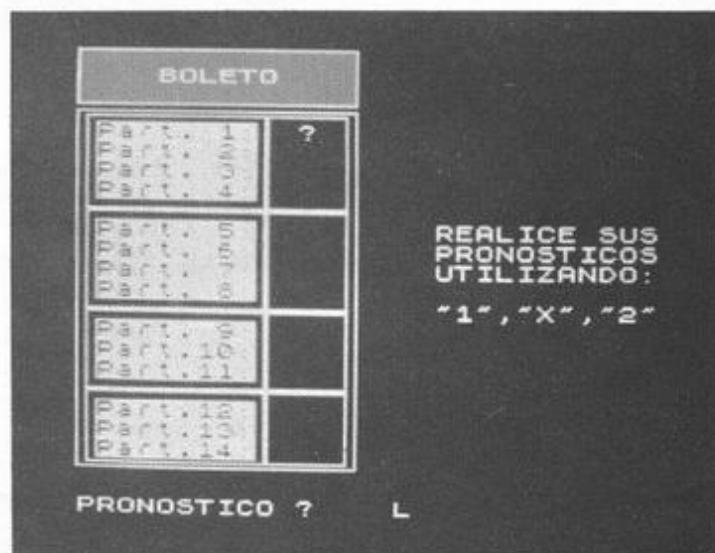 BOLETO
Part. 1 ?
Part. 2
Part. 3
Part. 4
Part. 5
Part. 6
Part. 7
Part. 8
Part. 9
Part.10
Part.11
Part.12
Part.13
Part.14
REALICE SUS
PRONOSTICOS
UTILIZANDO:
"1","X","2"
PRONOSTICO ? L